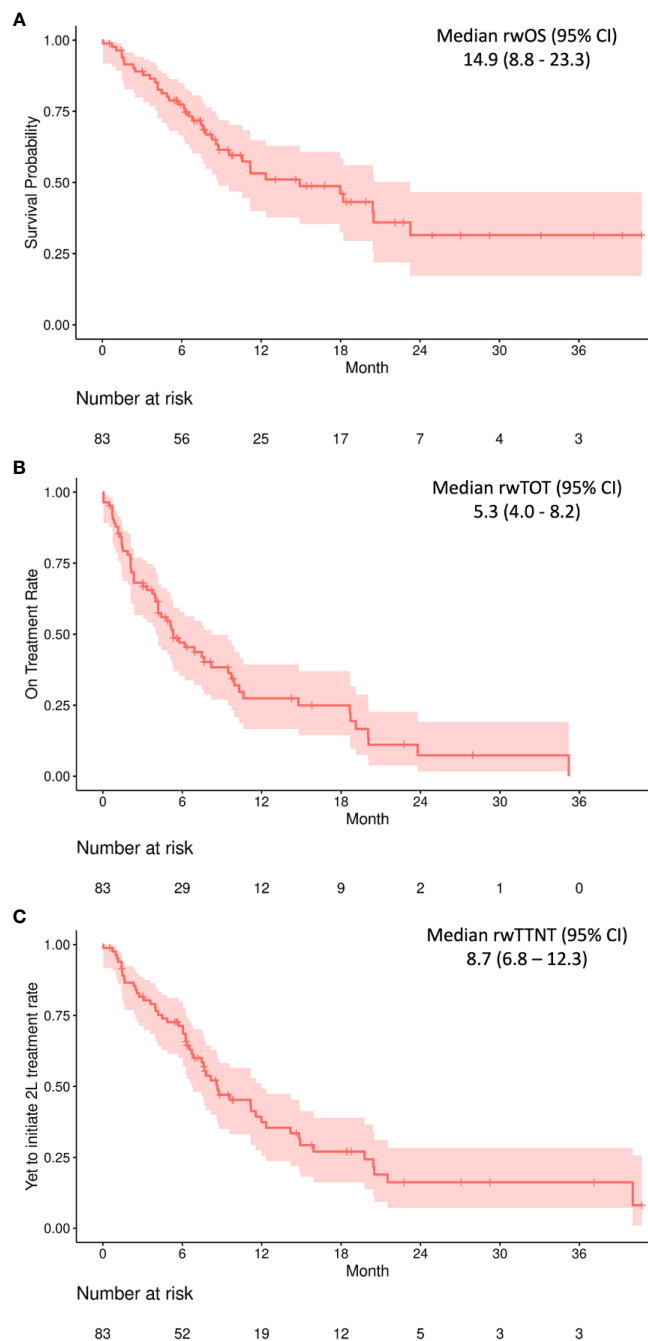 A
Median rwOS (95% CI)
14.9 (8.8 - 23.3)
Survival Probability
1.00
0.75
0.50
0.25
0.00
0 6 12 18 24 30 36
Month
Number at risk
83 56 25 17 7 4 3
B
Median rwTOT (95% CI)
5.3 (4.0 - 8.2)
On Treatment Rate
1.00
0.75
0.50
0.25
0.00
0 6 12 18 24 30 36
Month
Number at risk
83 29 12 9 2 1 0
C
Median rwTTNT (95% CI)
8.7 (6.8 – 12.3)
Yet to initiate 2L treatment rate
1.00
0.75
0.50
0.25
0.00
0 6 12 18 24 30 36
Month
Number at risk
83 52 19 12 5 3 3